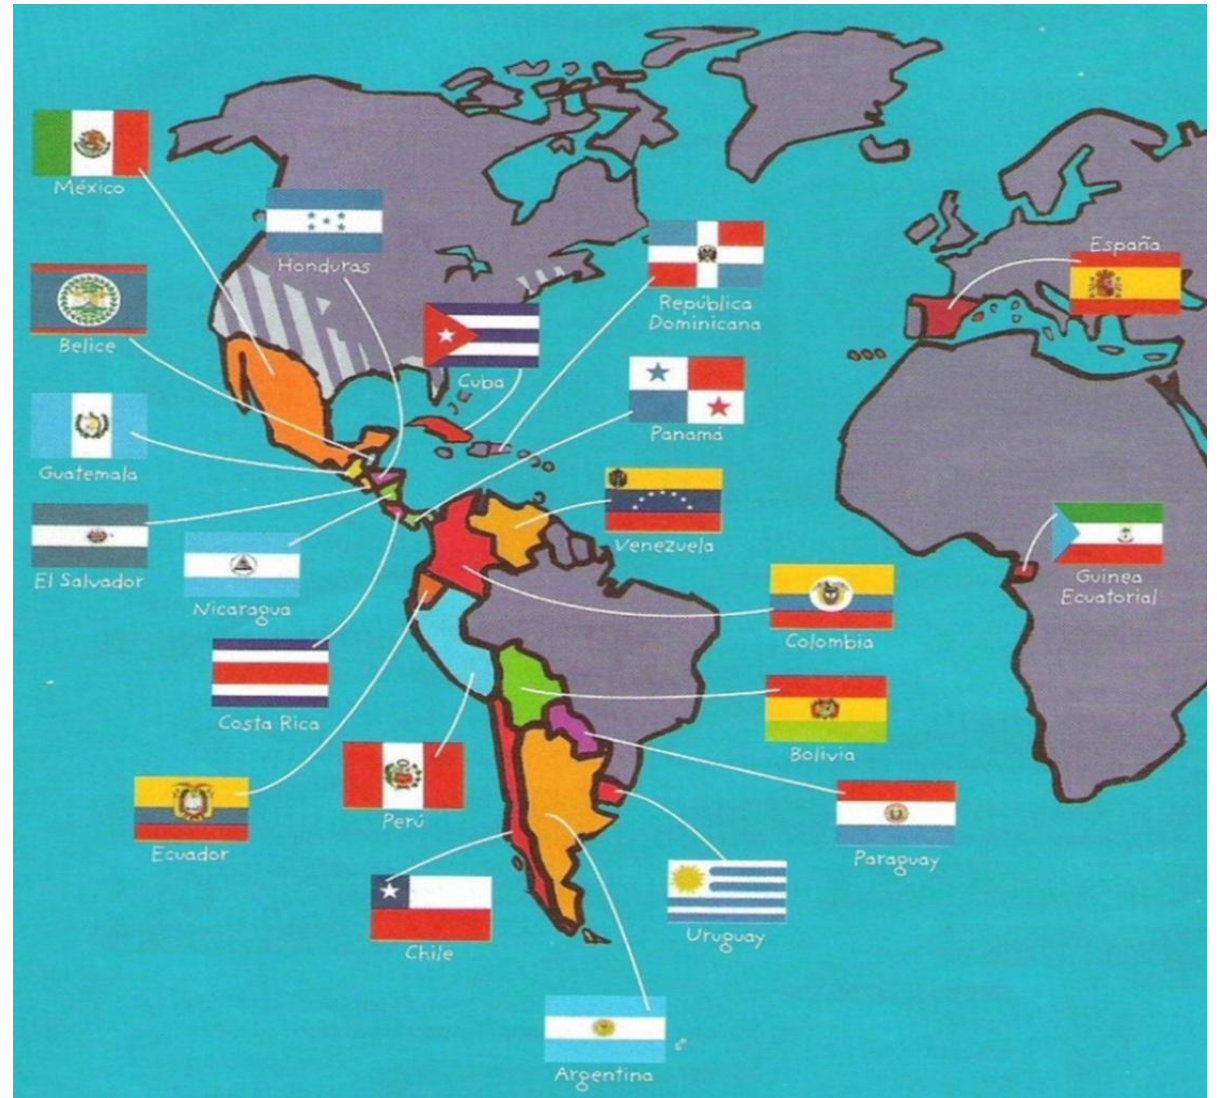 México
Honduras
España
República
Dominicana
Belice
Cuba
Panamá
Guatemala
Venezuela
El Salvador
Nicaragua
Guinea
Ecuatorial
Colombia
Costa Rica
Bolivia
Perú
Ecuador
Paraguay
Chile
Uruguay
Argentina